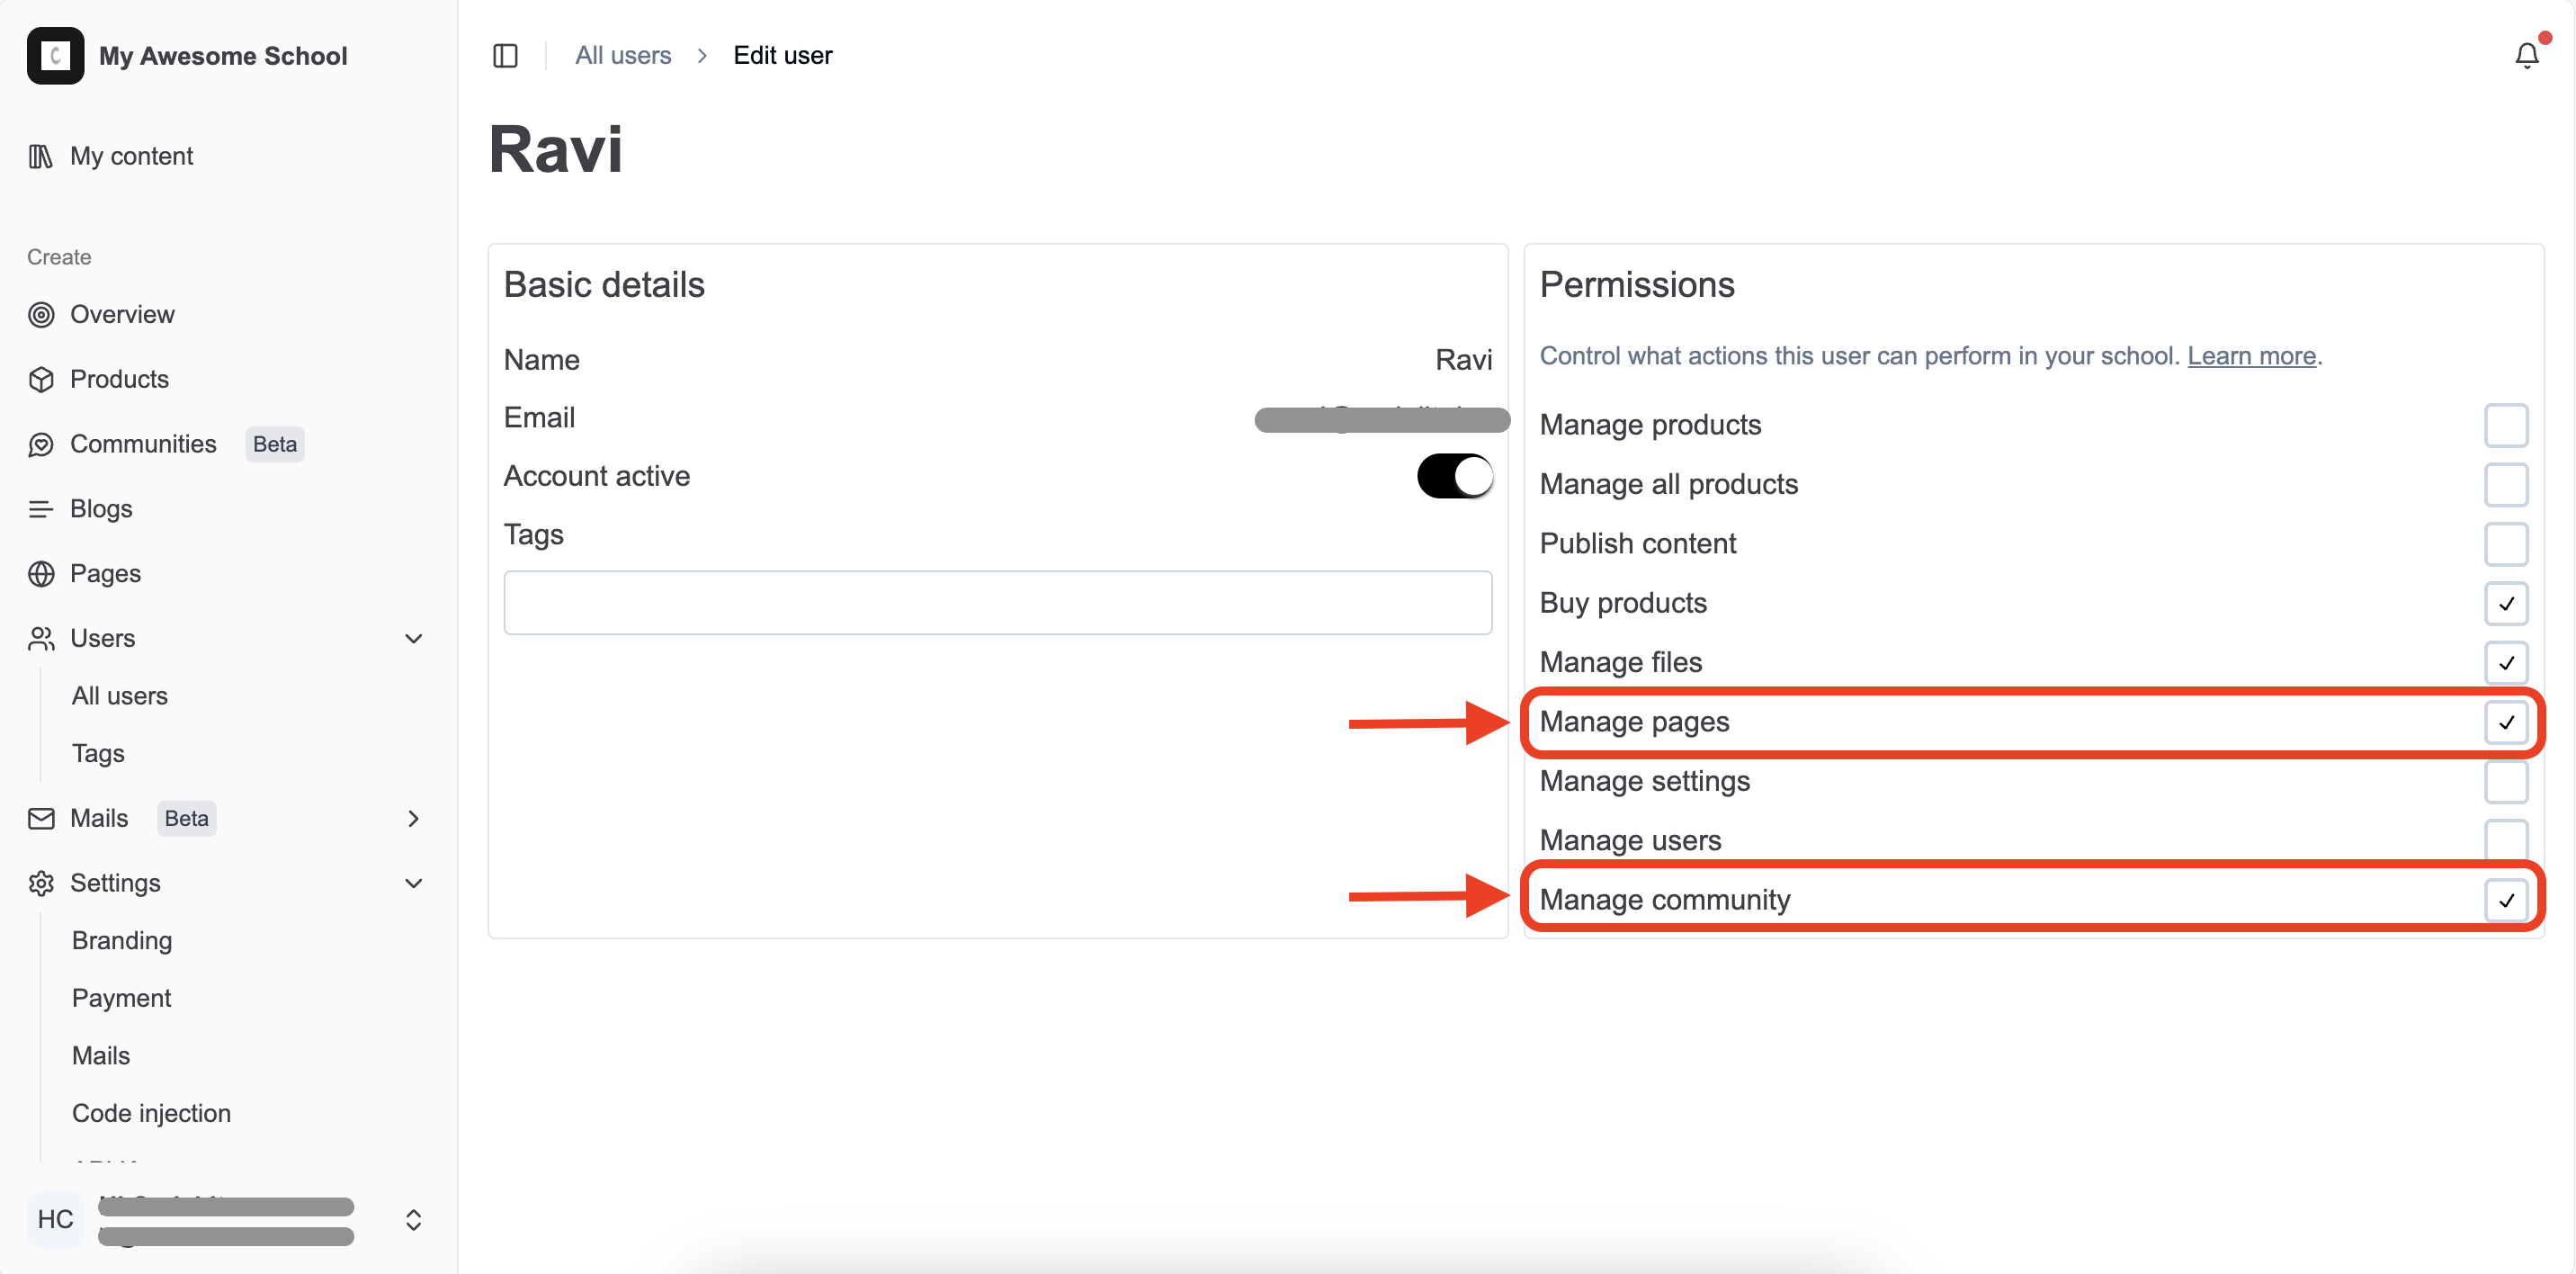 My Awesome School
My content
Create
Overview
Products
Communities Beta
Blogs
Pages
Users
All users
Tags
Mails Beta
Settings
Branding
Payment
Mails
Code injection
HC
All users > Edit user
Ravi
Basic details
Name Ravi
Email
Account active
Tags
Permissions
Control what actions this user can perform in your school. Learn more.
Manage products
Manage all products
Publish content
Buy products
Manage files
Manage pages
Manage settings
Manage users
Manage community